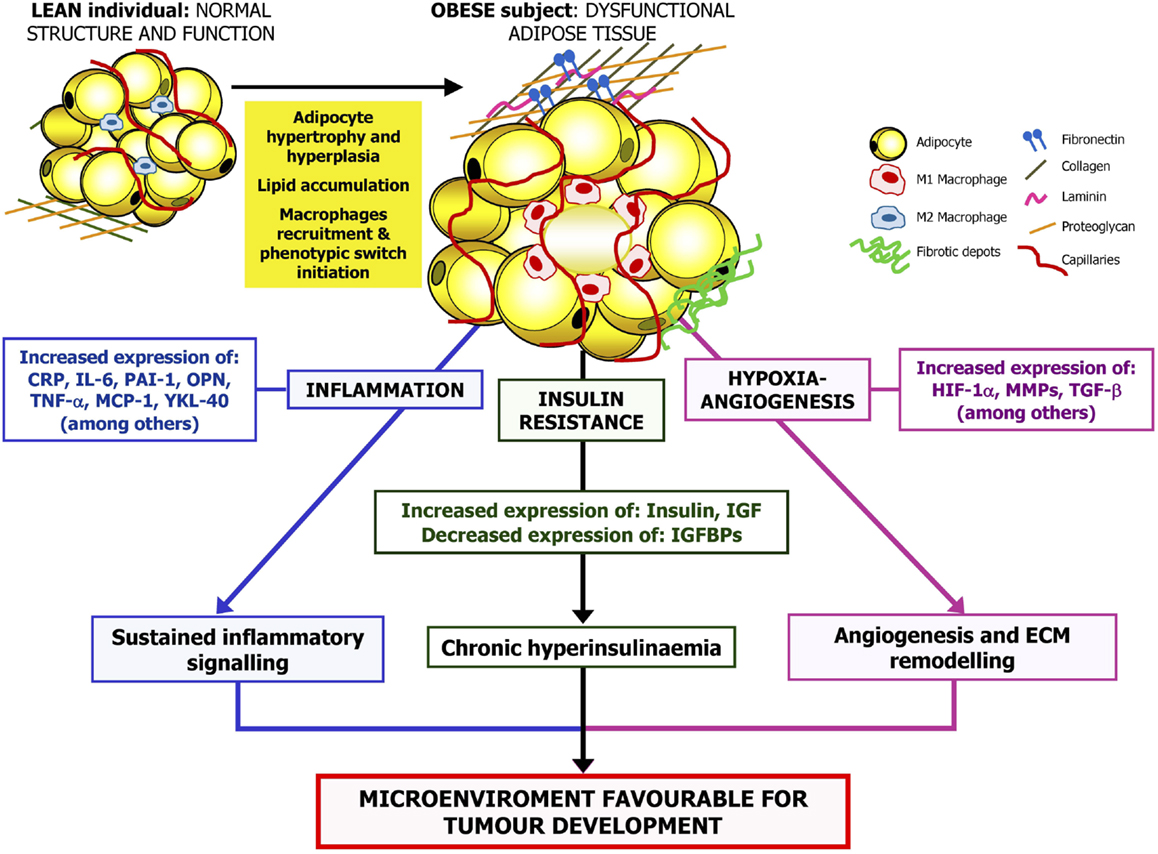 LEAN individual: NORMAL
STRUCTURE AND FUNCTION
OBESE subject: DYSFUNCTIONAL
ADIPOSE TISSUE
Adipocyte
hypertrophy and
hyperplasia
Lipid accumulation
Macrophages
recruitment &
phenotypic switch
initiation
Adipocyte
M1 Macrophage
M2 Macrophage
Fibrotic depots
Fibronectin
Collagen
Laminin
Proteoglycan
Capillaries
Increased expression of:
CRP, IL-6, PAI-1, OPN,
TNF-α, MCP-1, YKL-40
(among others)
INFLAMMATION
INSULIN
RESISTANCE
HYPOXIA-
ANGIOGENESIS
Increased expression of:
HIF-1α, MMPs, TGF-β
(among others)
Increased expression of: Insulin, IGF
Decreased expression of: IGFBPs
Sustained inflammatory
signalling
Chronic hyperinsulinaemia
Angiogenesis and ECM
remodelling
MICROENVIROMENT FAVOURABLE FOR
TUMOUR DEVELOPMENT